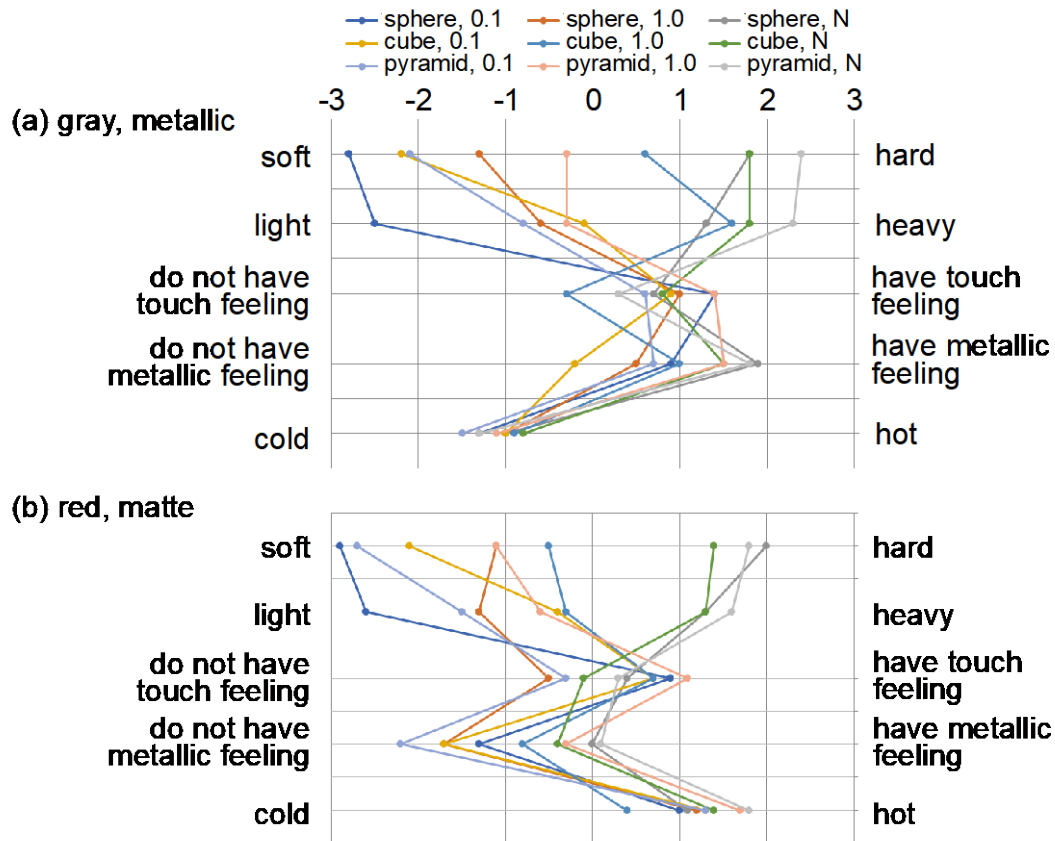 sphere, 0.1 sphere, 1.0 sphere, N
cube, 0.1 cube, 1.0 cube, N
pyramid, 0.1 pyramid, 1.0 pyramid, N
-3 -2 -1 0 1 2 3
(a) gray, metallic
soft hard
light heavy
do not have have touch
touch feeling feeling
do not have have metallic
metallic feeling feeling
cold hot
(b) red, matte
soft hard
light heavy
do not have have touch
touch feeling feeling
do not have have metallic
metallic feeling feeling
cold hot